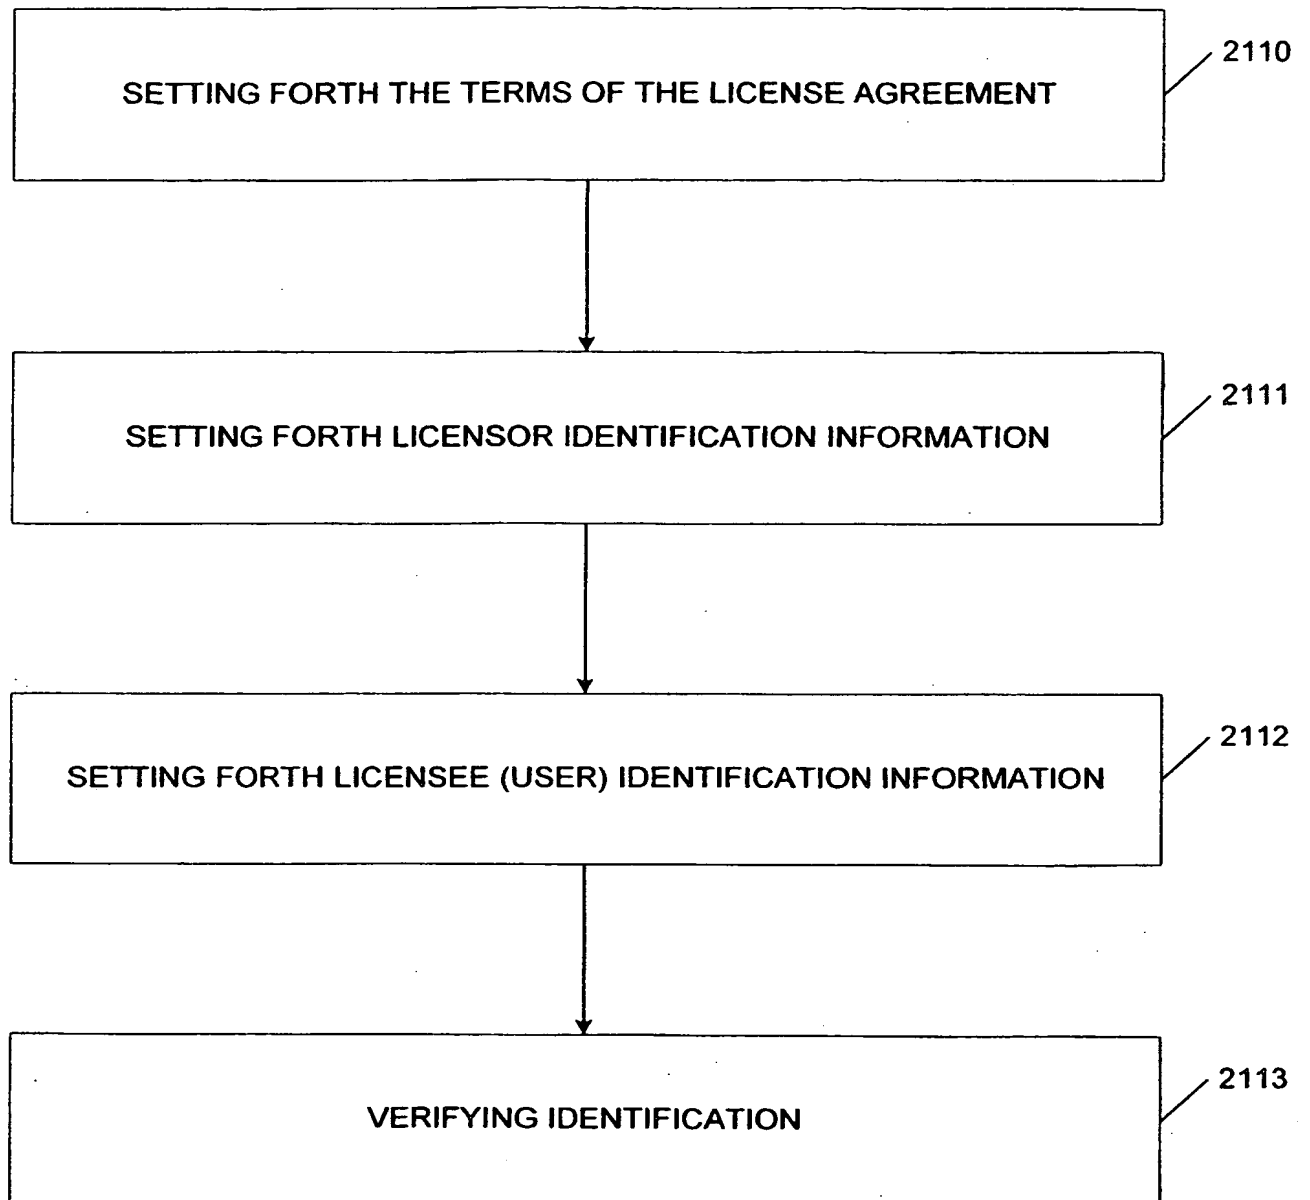 SETTING FORTH THE TERMS OF THE LICENSE AGREEMENT
2110
SETTING FORTH LICENSOR IDENTIFICATION INFORMATION
2111
SETTING FORTH LICENSEE (USER) IDENTIFICATION INFORMATION
2112
VERIFYING IDENTIFICATION
2113